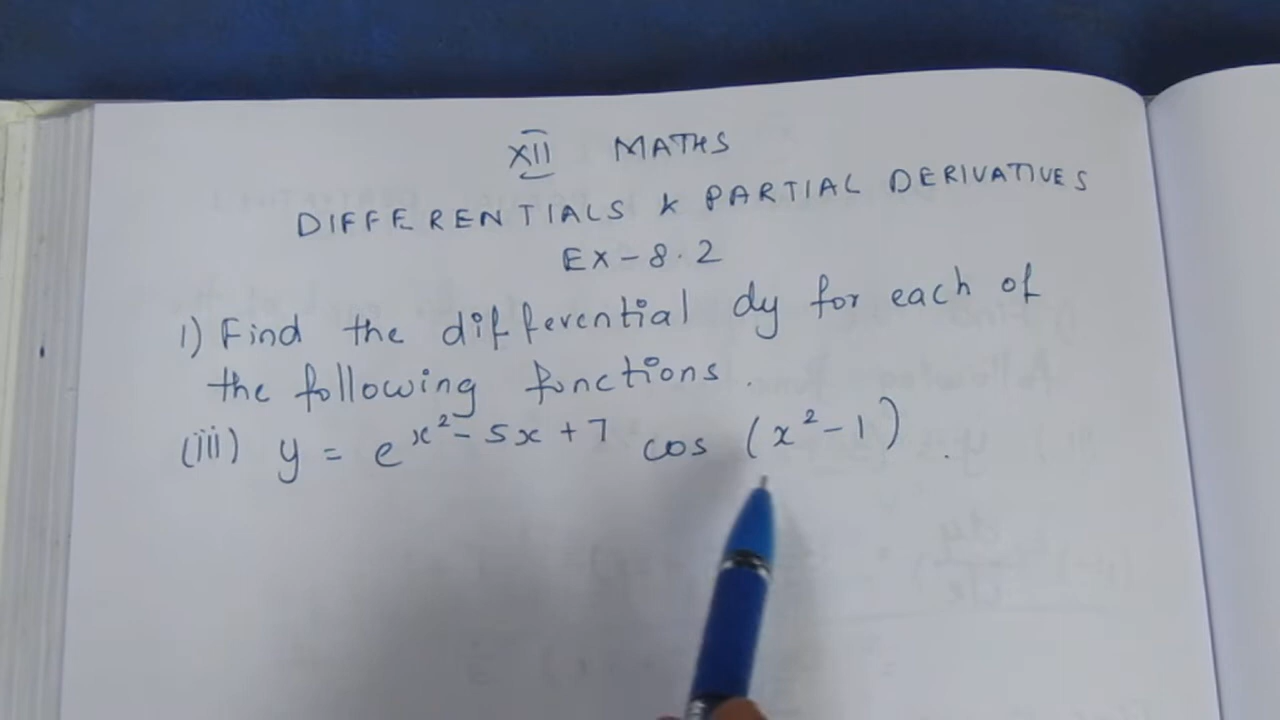 XII MATHS
DIFFERENTIALS & PARTIAL DERIVATIVES
EX-8.2
1) Find the differential dy for each of
the following functions.
(iii) y = e^{x²-5x+7} cos (x²-1).